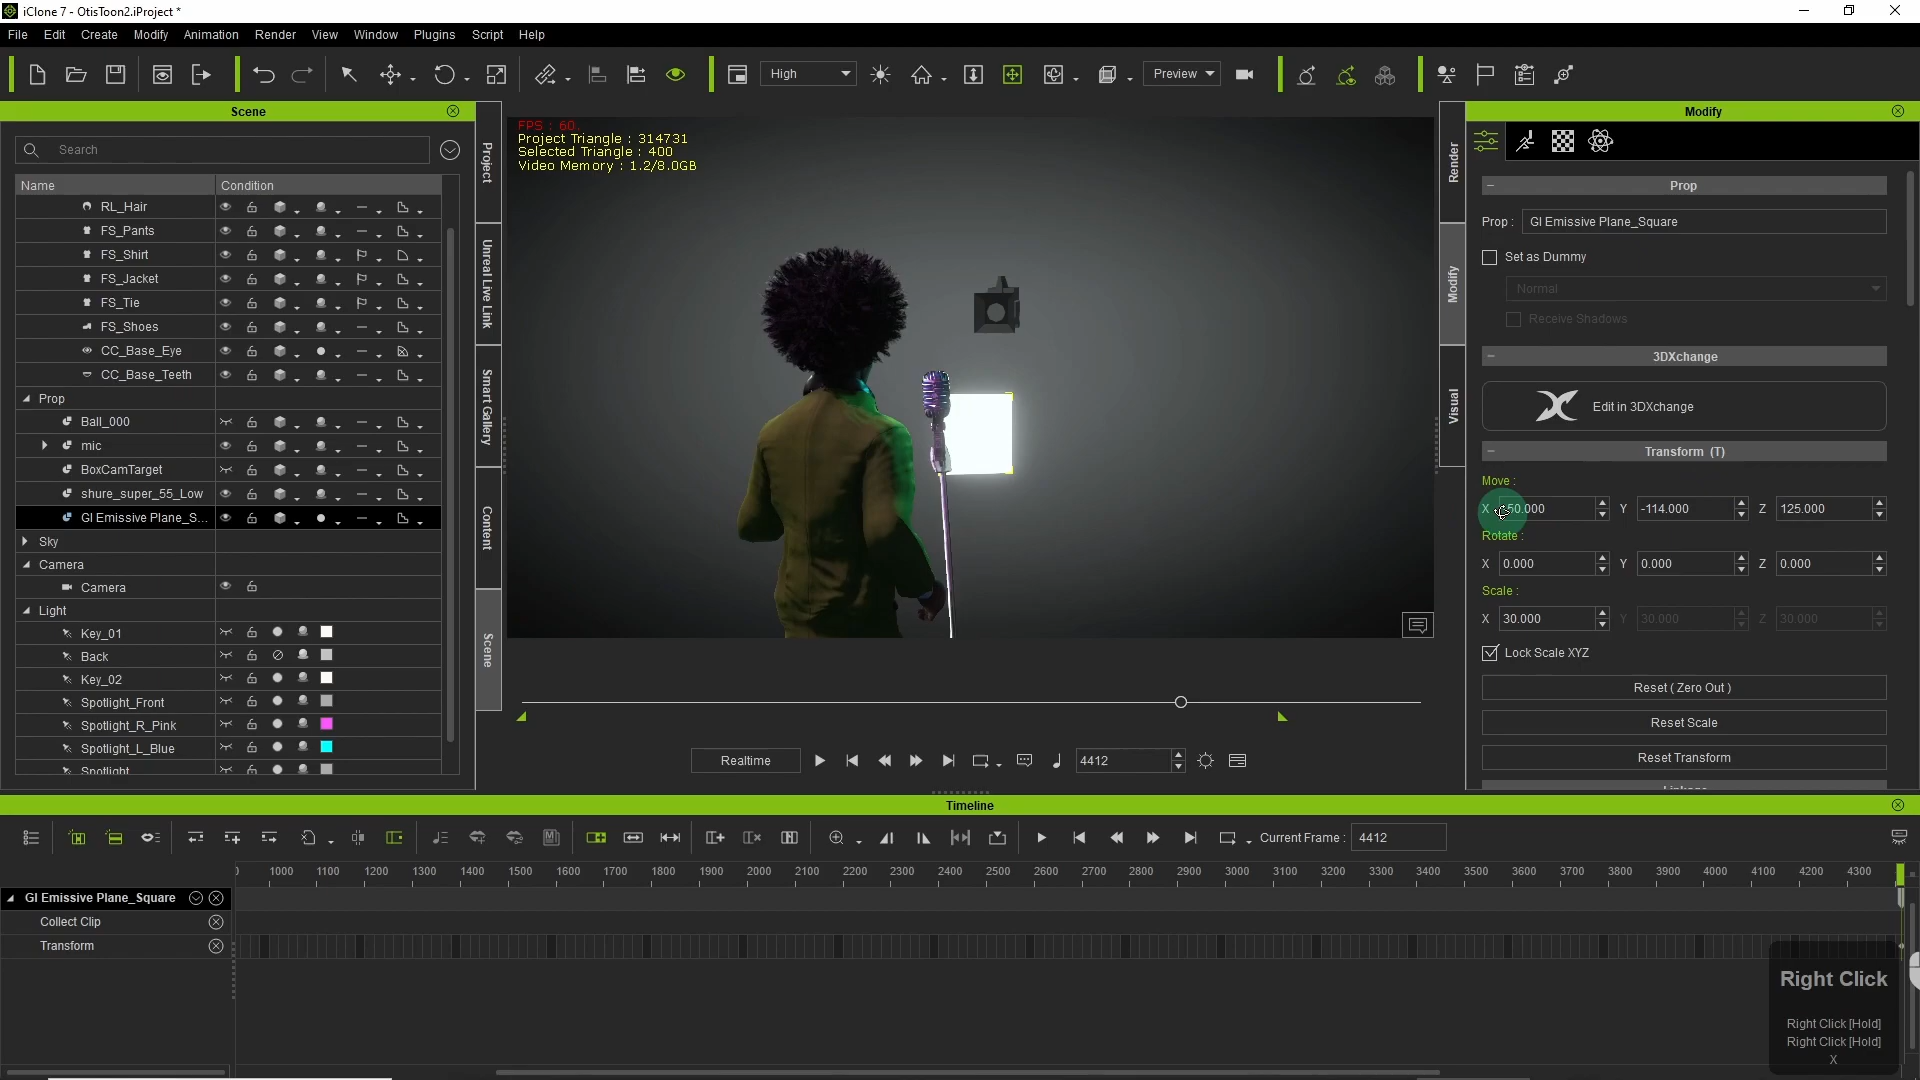 iClone 7 - OtisToon2.iProject *
File Edit Create Modify Animation Render View Window Plugins Script Help
High
Preview
Scene
Search
Name Condition
RL_Hair
FS_Pants
FS_Shirt
FS_Jacket
FS_Tie
FS_Shoes
CC_Base_Eye
CC_Base_Teeth
Prop
Ball_000
mic
BoxCamTarget
shure_super_55_Low
GI Emissive Plane_S...
Sky
Camera
Camera
Light
Key_01
Back
Key_02
Spotlight_Front
Spotlight_R_Pink
Spotlight_L_Blue
Spotlight
Project
Unreal Live Link
Smart Gallery
Content
Scene
FPS : 60
Project Triangle : 314731
Selected Triangle : 400
Video Memory : 1.2/8.0GB
Realtime
4412
Render
Modify
Visual
Modify
Prop
Prop : GI Emissive Plane_Square
Set as Dummy
Normal
Receive Shadows
3DXchange
Edit in 3DXchange
Transform (T)
Move :
X 50.000 Y -114.000 Z 125.000
Rotate :
X 0.000 Y 0.000 Z 0.000
Scale :
X 30.000 Y 30.000 Z 30.000
Lock Scale XYZ
Reset ( Zero Out )
Reset Scale
Reset Transform
Timeline
Current Frame : 4412
1000 1100 1200 1300 1400 1500 1600 1700 1800 1900 2000 2100 2200 2300 2400 2500 2600 2700 2800 2900 3000 3100 3200 3300 3400 3500 3600 3700 3800 3900 4000 4100 4200 4300
GI Emissive Plane_Square
Collect Clip
Transform
Right Click
Right Click [Hold]
Right Click [Hold]
X